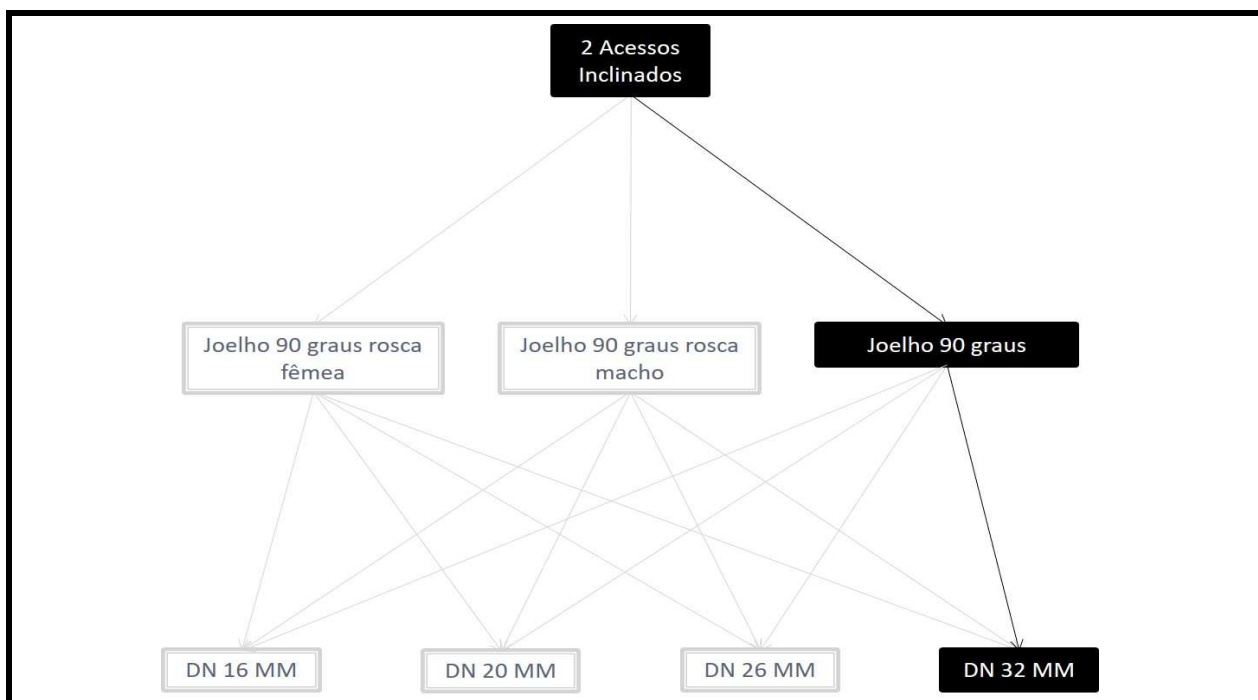 2 Acessos
Inclinados
Joelho 90 graus rosca
fêmea
Joelho 90 graus rosca
macho
Joelho 90 graus
DN 16 MM
DN 20 MM
DN 26 MM
DN 32 MM